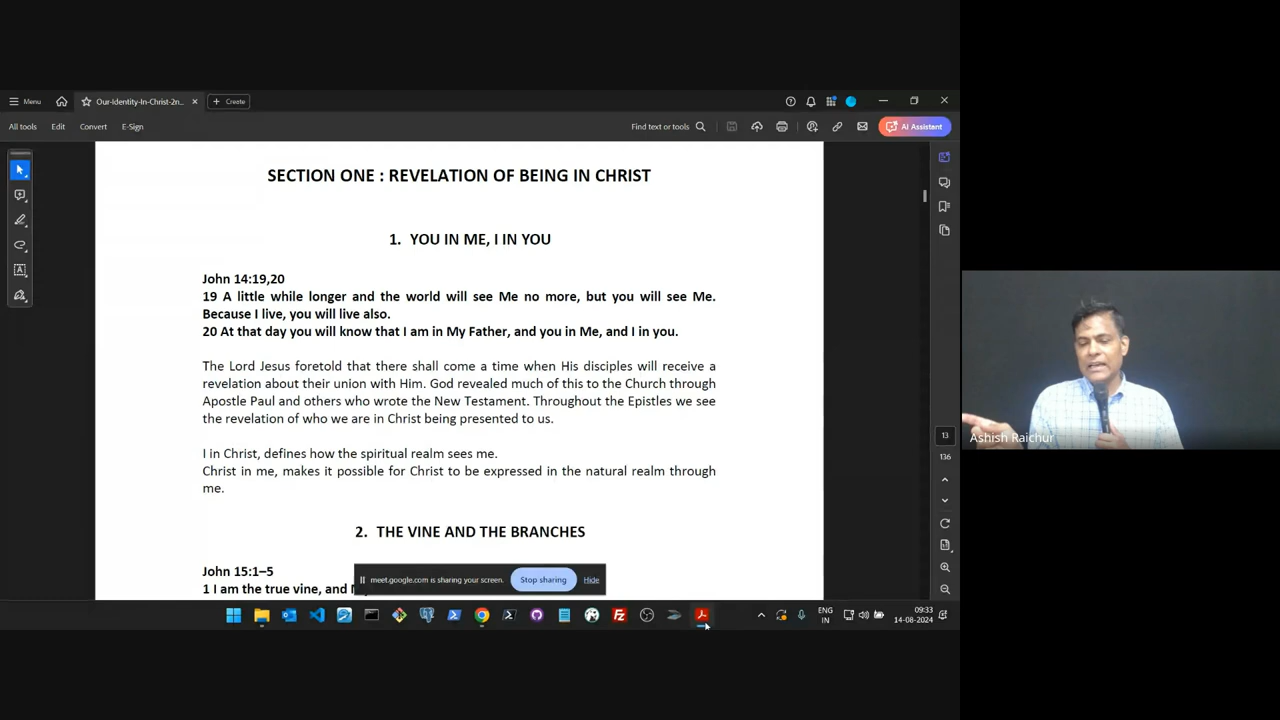 Menu
Our-Identity-In-Christ-2n...
Create
All tools
Edit
Convert
E-Sign
Find text or tools
AI Assistant
SECTION ONE : REVELATION OF BEING IN CHRIST
1. YOU IN ME, I IN YOU
John 14:19,20
19 A little while longer and the world will see Me no more, but you will see Me.
Because I live, you will live also.
20 At that day you will know that I am in My Father, and you in Me, and I in you.
The Lord Jesus foretold that there shall come a time when His disciples will receive a
revelation about their union with Him. God revealed much of this to the Church through
Apostle Paul and others who wrote the New Testament. Throughout the Epistles we see
the revelation of who we are in Christ being presented to us.
I in Christ, defines how the spiritual realm sees me.
Christ in me, makes it possible for Christ to be expressed in the natural realm through
me.
2. THE VINE AND THE BRANCHES
John 15:1–5
1 I am the true vine, and
meet.google.com is sharing your screen.
Stop sharing
Hide
13
136
Ashish Raichur
ENG
IN
09:33
14-08-2024